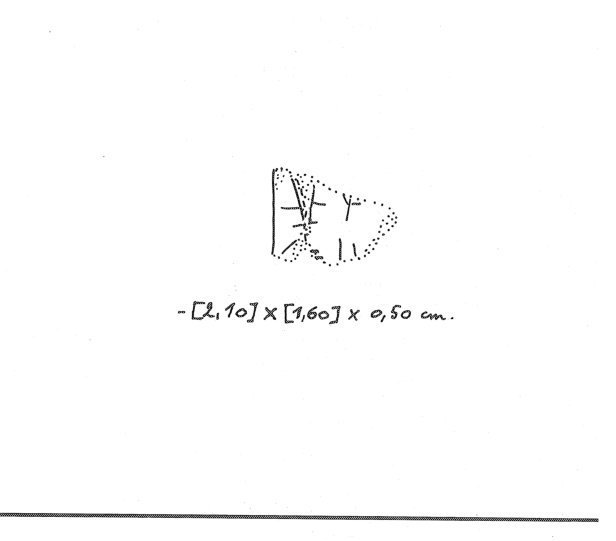 - [2,10] x [1,60] x 0,50 cm.